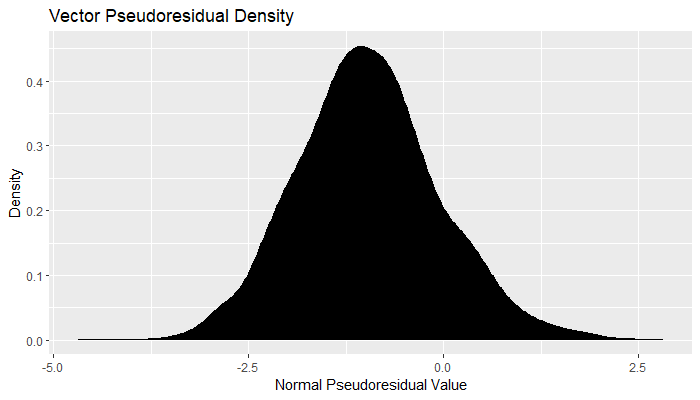 Vector Pseudoresidual Density
Density
0.4
0.3
0.2
0.1
0.0
-5.0 -2.5 0.0 2.5
Normal Pseudoresidual Value